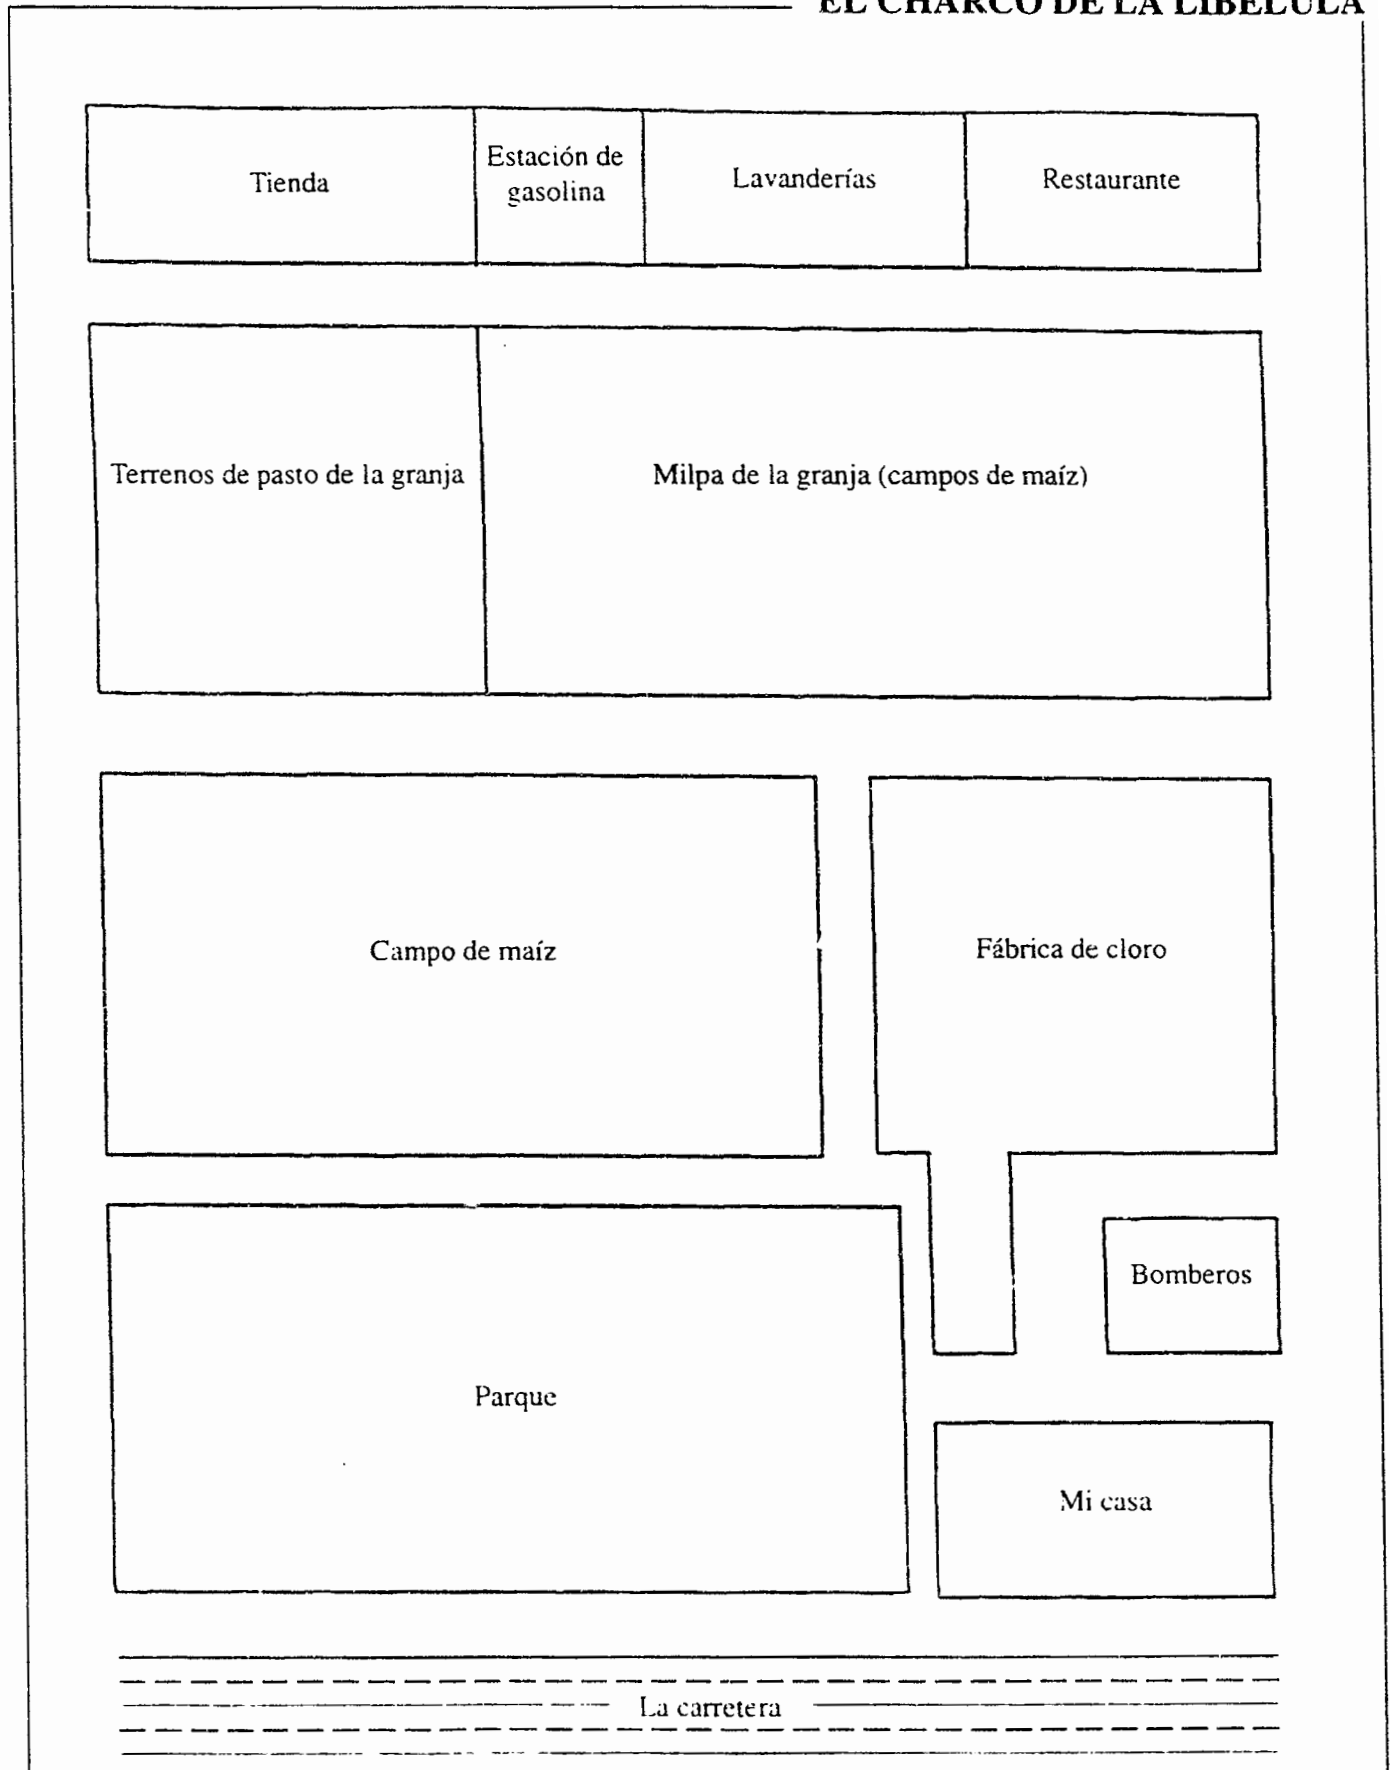 EL CHARCO DE LA LIBELULA
Tienda
Estación de
gasolina
Lavanderías
Restaurante
Terrenos de pasto de la granja
Milpa de la granja (campos de maíz)
Campo de maíz
Fábrica de cloro
Bomberos
Parque
Mi casa
La carretera